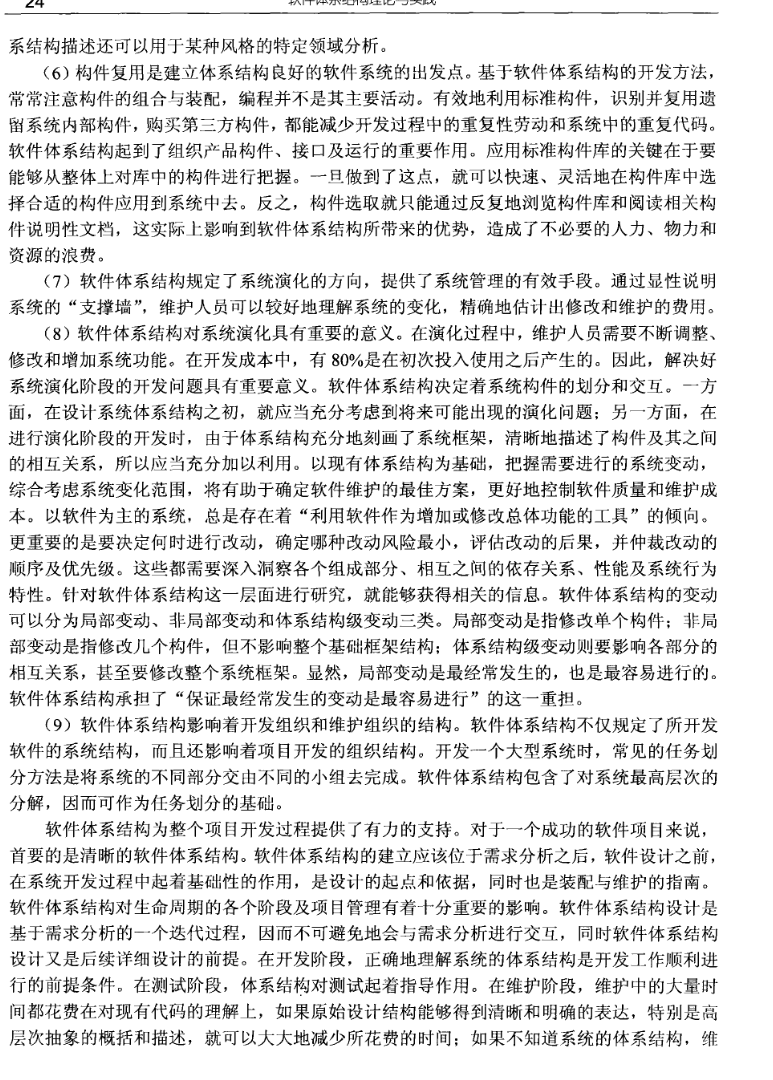 24
软件体系结构理论与实践
系结构描述还可以用于某种风格的特定领域分析。
（6）构件复用是建立体系结构良好的软件系统的出发点。基于软件体系结构的开发方法，
常常注意构件的组合与装配，编程并不是其主要活动。有效地利用标准构件，识别并复用遗
留系统内部构件，购买第三方构件，都能减少开发过程中的重复性劳动和系统中的重复代码。
软件体系结构起到了组织产品构件、接口及运行的重要作用。应用标准构件库的关键在于要
能够从整体上对库中的构件进行把握。一旦做到了这点，就可以快速、灵活地在构件库中选
择合适的构件应用到系统中去。反之，构件选取就只能通过反复地浏览构件库和阅读相关构
件说明性文档，这实际上影响到软件体系结构所带来的优势，造成了不必要的人力、物力和
资源的浪费。
（7）软件体系结构规定了系统演化的方向，提供了系统管理的有效手段。通过显性说明
系统的“支撑墙”，维护人员可以较好地理解系统的变化，精确地估计出修改和维护的费用。
（8）软件体系结构对系统演化具有重要的意义。在演化过程中，维护人员需要不断调整、
修改和增加系统功能。在开发成本中，有 80%是在初次投入使用之后产生的。因此，解决好
系统演化阶段的开发问题具有重要意义。软件体系结构决定着系统构件的划分和交互。一方
面，在设计系统体系结构之初，就应当充分考虑到将来可能出现的演化问题；另一方面，在
进行演化阶段的开发时，由于体系结构充分地刻画了系统框架，清晰地描述了构件及其之间
的相互关系，所以应当充分加以利用。以现有体系结构为基础，把握需要进行的系统变动，
综合考虑系统变化范围，将有助于确定软件维护的最佳方案，更好地控制软件质量和维护成
本。以软件为主的系统，总是存在着“利用软件作为增加或修改总体功能的工具”的倾向。
更重要的是要决定何时进行改动，确定哪种改动风险最小，评估改动的后果，并仲裁改动的
顺序及优先级。这些都需要深入洞察各个组成部分、相互之间的依存关系、性能及系统行为
特性。针对软件体系结构这一层面进行研究，就能够获得相关的信息。软件体系结构的变动
可以分为局部变动、非局部变动和体系结构级变动三类。局部变动是指修改单个构件；非局
部变动是指修改几个构件，但不影响整个基础框架结构；体系结构级变动则要影响各部分的
相互关系，甚至要修改整个系统框架。显然，局部变动是最经常发生的，也是最容易进行的。
软件体系结构承担了“保证最经常发生的变动是最容易进行”的这一重担。
（9）软件体系结构影响着开发组织和维护组织的结构。软件体系结构不仅规定了所开发
软件的系统结构，而且还影响着项目开发的组织结构。开发一个大型系统时，常见的任务划
分方法是将系统的不同部分交由不同的小组去完成。软件体系结构包含了对系统最高层次的
分解，因而可作为任务划分的基础。
软件体系结构为整个项目开发过程提供了有力的支持。对于一个成功的软件项目来说，
首要的是清晰的软件体系结构。软件体系结构的建立应该位于需求分析之后，软件设计之前，
在系统开发过程中起着基础性的作用，是设计的起点和依据，同时也是装配与维护的指南。
软件体系结构对生命周期的各个阶段及项目管理有着十分重要的影响。软件体系结构设计是
基于需求分析的一个迭代过程，因而不可避免地会与需求分析进行交互，同时软件体系结构
设计又是后续详细设计的前提。在开发阶段，正确地理解系统的体系结构是开发工作顺利进
行的前提条件。在测试阶段，体系结构对测试起着指导作用。在维护阶段，维护中的大量时
间都花费在对现有代码的理解上，如果原始设计结构能够得到清晰和明确的表达，特别是高
层次抽象的概括和描述，就可以大大地减少所花费的时间；如果不知道系统的体系结构，维